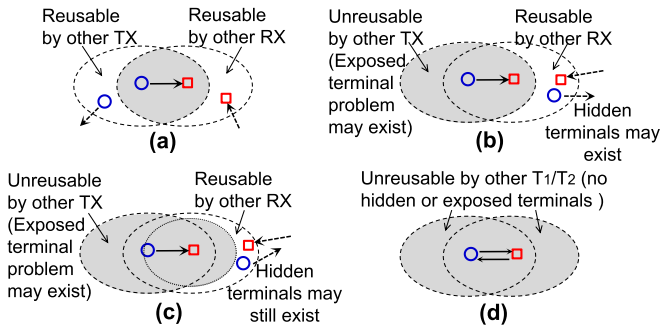 Reusable
by other TX
Reusable
by other RX
(a)
Unreusable
by other TX
(Exposed
terminal
problem
may exist)
Reusable
by other RX
Hidden
terminals may
exist
(b)
Unreusable
by other TX
(Exposed
terminal
problem
may exist)
Reusable
by other RX
Hidden
terminals may
still exist
(c)
Unreusable by other T1/T2 (no
hidden or exposed terminals )
(d)